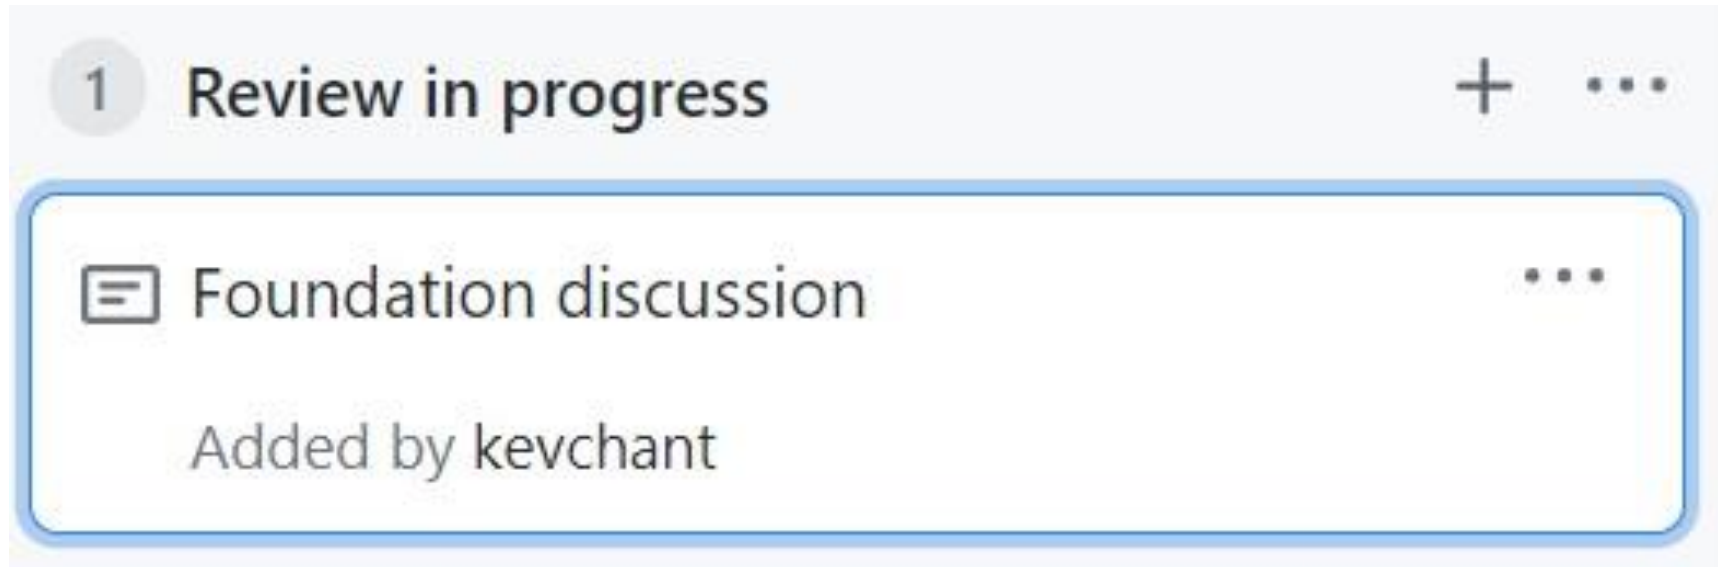 1 Review in progress
Foundation discussion
Added by kevchant